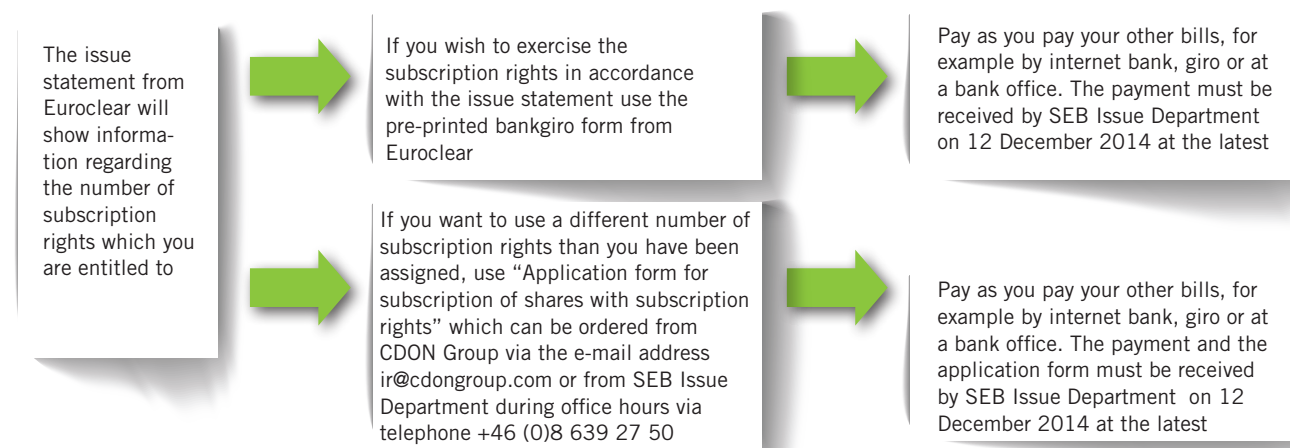 The issue
statement from
Euroclear will
show informa-
tion regarding
the number of
subscription
rights which you
are entitled to
If you wish to exercise the
subscription rights in accordance
with the issue statement use the
pre-printed bankgiro form from
Euroclear
Pay as you pay your other bills, for
example by internet bank, giro or at
a bank office. The payment must be
received by SEB Issue Department
on 12 December 2014 at the latest
If you want to use a different number of
subscription rights than you have been
assigned, use “Application form for
subscription of shares with subscription
rights” which can be ordered from
CDON Group via the e-mail address
ir@cdongroup.com or from SEB Issue
Department during office hours via
telephone +46 (0)8 639 27 50
Pay as you pay your other bills, for
example by internet bank, giro or at
a bank office. The payment and the
application form must be received
by SEB Issue Department on 12
December 2014 at the latest